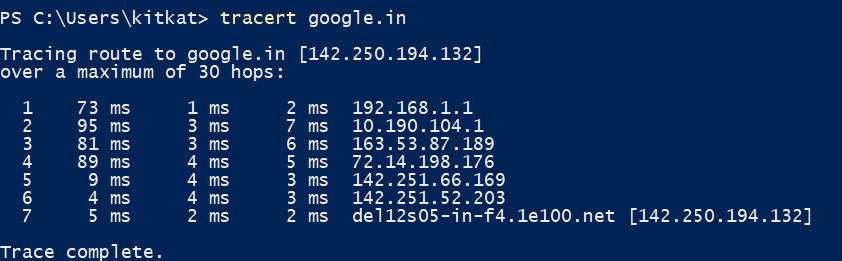 PS C:\Users\kitkat> tracert google.in
Tracing route to google.in [142.250.194.132]
over a maximum of 30 hops:
1 73 ms 1 ms 2 ms 192.168.1.1
2 95 ms 3 ms 7 ms 10.190.104.1
3 81 ms 3 ms 6 ms 163.53.87.189
4 89 ms 4 ms 5 ms 72.14.198.176
5 9 ms 4 ms 3 ms 142.251.66.169
6 4 ms 4 ms 3 ms 142.251.52.203
7 5 ms 2 ms 2 ms del12s05-in-f4.1e100.net [142.250.194.132]
Trace complete.